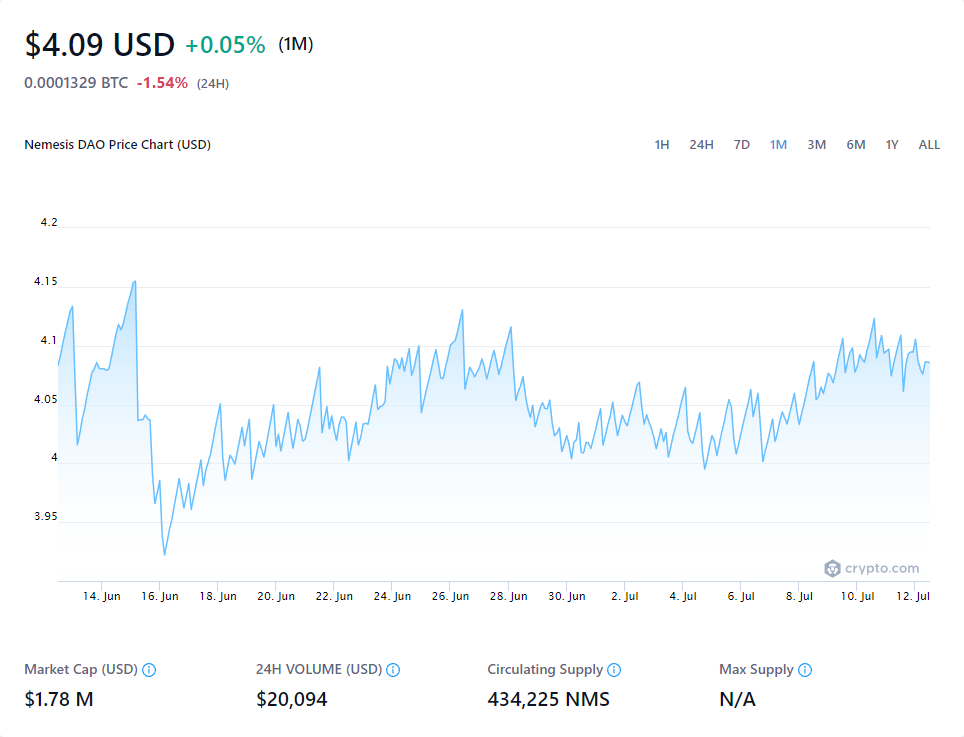 $4.09 USD +0.05% (1M)
0.0001329 BTC -1.54% (24H)
Nemesis DAO Price Chart (USD) 1H 24H 7D 1M 3M 6M 1Y ALL
4.2
4.15
4.1
4.05
4
3.95
crypto.com
14. Jun 16. Jun 18. Jun 20. Jun 22. Jun 24. Jun 26. Jun 28. Jun 30. Jun 2. Jul 4. Jul 6. Jul 8. Jul 10. Jul 12. Jul
Market Cap (USD) 24H VOLUME (USD) Circulating Supply Max Supply
$1.78 M $20,094 434,225 NMS N/A